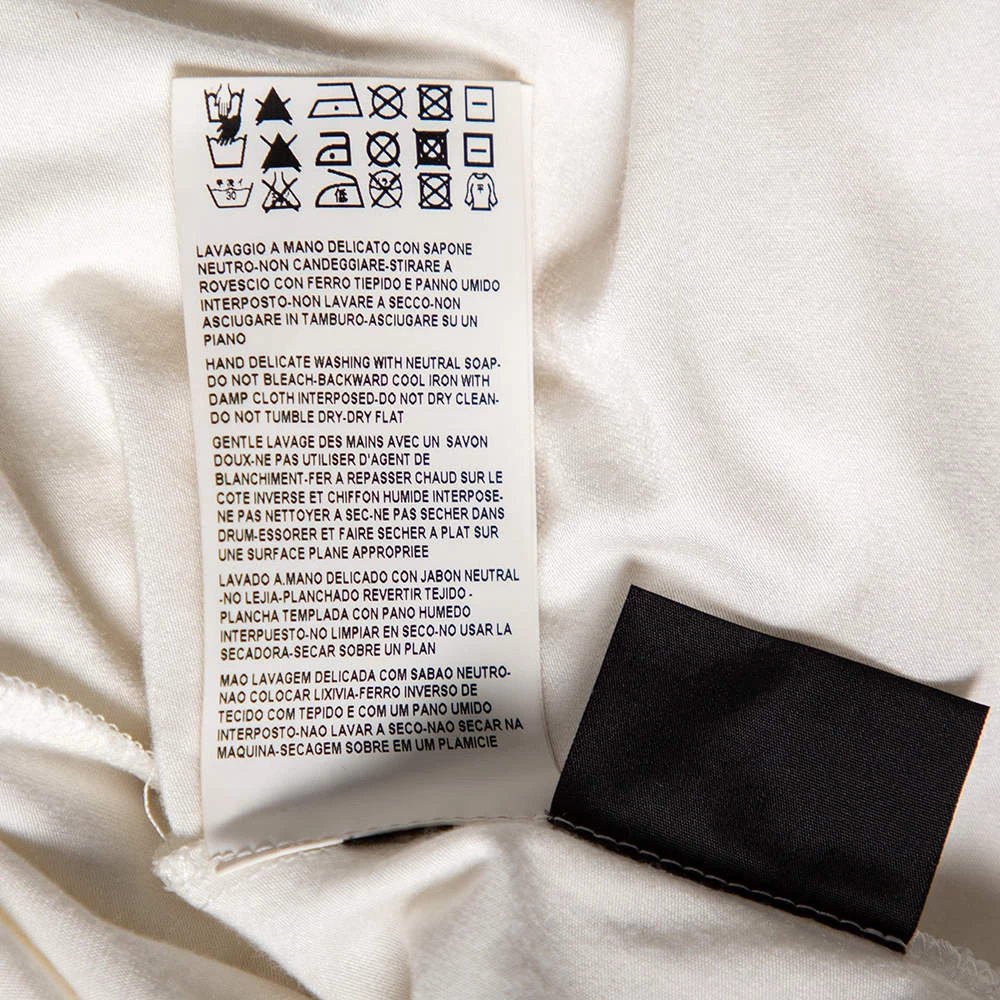 30
LAVAGGIO A MANO DELICATO CON SAPONE
NEUTRO-NON CANDEGGIARE-STIRARE A
ROVESCIO CON FERRO TIEPIDO E PANNO UMIDO
INTERPOSTO-NON LAVARE A SECCO-NON
ASCIUGARE IN TAMBURO-ASCIUGARE SU UN
PIANO
HAND DELICATE WASHING WITH NEUTRAL SOAP-
DO NOT BLEACH-BACKWARD COOL IRON WITH
DAMP CLOTH INTERPOSED-DO NOT DRY CLEAN-
DO NOT TUMBLE DRY-DRY FLAT
GENTLE LAVAGE DES MAINS AVEC UN SAVON
DOUX-NE PAS UTILISER D'AGENT DE
BLANCHIMENT-FER A REPASSER CHAUD SUR LE
COTE INVERSE ET CHIFFON HUMIDE INTERPOSE-
NE PAS NETTOYER A SEC-NE PAS SECHER DANS
DRUM-ESSORER ET FAIRE SECHER A PLAT SUR
UNE SURFACE PLANE APPROPRIEE
LAVADO A.MANO DELICADO CON JABON NEUTRAL
-NO LEJIA-PLANCHADO REVERTIR TEJIDO -
PLANCHA TEMPLADA CON PANO HUMEDO
INTERPUESTO-NO LIMPIAR EN SECO-NO USAR LA
SECADORA-SECAR SOBRE UN PLAN
MAO LAVAGEM DELICADA COM SABAO NEUTRO-
NAO COLOCAR LIXIVIA-FERRO INVERSO DE
TECIDO COM TEPIDO E COM UM PANO UMIDO
INTERPOSTO-NAO LAVAR A SECO-NAO SECAR NA
MAQUINA-SECAGEM SOBRE EM UM PLAMICIE